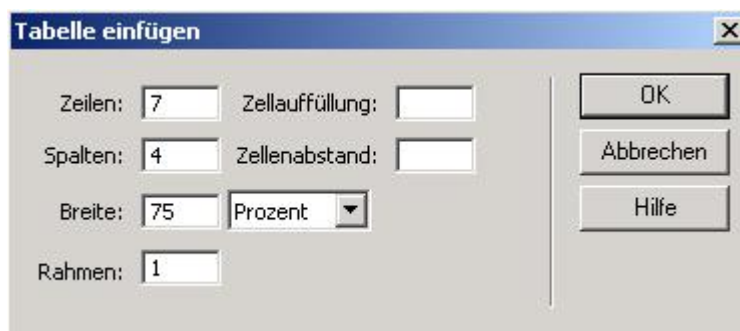 Tabelle einfügen
Zeilen: 7 Zellauffüllung: OK
Spalten: 4 Zellenabstand: Abbrechen
Breite: 75 Prozent Hilfe
Rahmen: 1